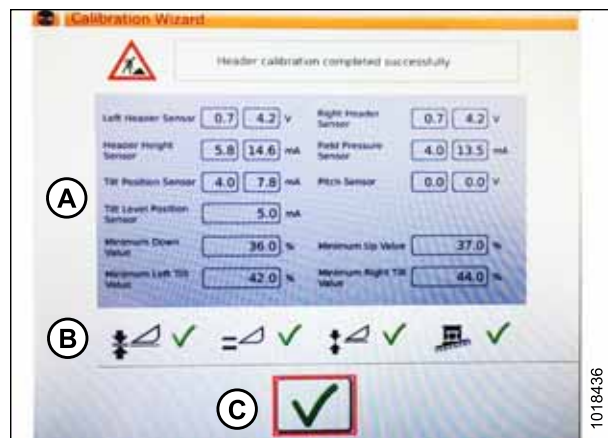 Calibration Wizard
Header calibration completed successfully
Left Header Sensor 0.7 4.2 V Right Header Sensor 0.7 4.2 V
Header Height Sensor 5.8 14.6 mA Field Pressure Sensor 4.0 13.5 mA
Tilt Position Sensor 4.0 7.8 mA Pitch Sensor 0.0 0.0 V
A
Tilt Level Position Sensor 5.0 mA
Minimum Down Value 36.0 % Minimum Up Value 37.0 %
Minimum Left Tilt Value 42.0 % Minimum Right Tilt Value 44.0 %
B
C
1018436